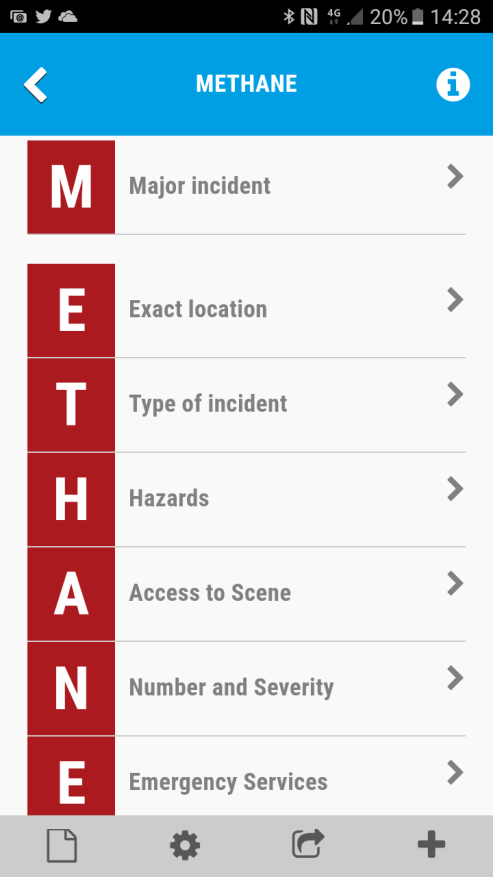 4G 20% 14:28
METHANE
M Major incident
E Exact location
T Type of incident
H Hazards
A Access to Scene
N Number and Severity
E Emergency Services